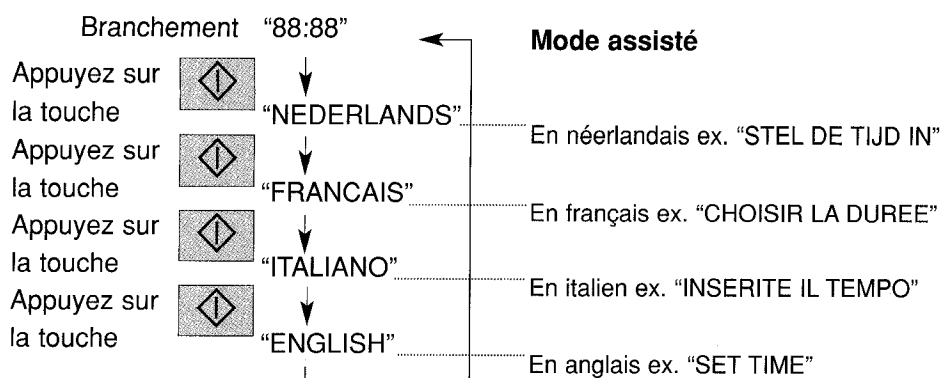 Branchement "88:88"
Mode assisté
Appuyez sur
la touche
"NEDERLANDS"
En néerlandais ex. "STEL DE TIJD IN"
Appuyez sur
la touche
"FRANCAIS"
En français ex. "CHOISIR LA DUREE"
Appuyez sur
la touche
"ITALIANO"
En italien ex. "INSERITE IL TEMPO"
Appuyez sur
la touche
"ENGLISH"
En anglais ex. "SET TIME"